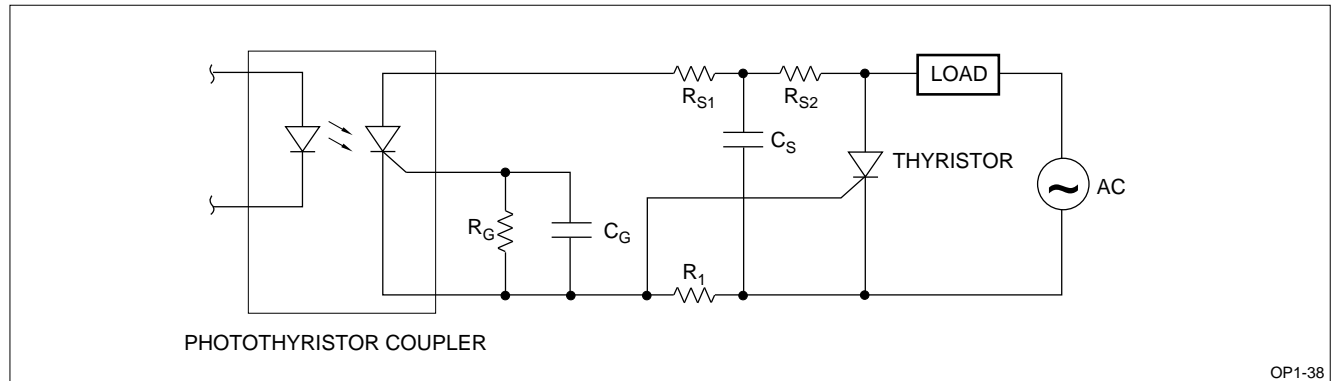 LOAD
R_S1
R_S2
C_S
THYRISTOR
~
AC
R_G
C_G
R_1
PHOTOTHYRISTOR COUPLER
OP1-38